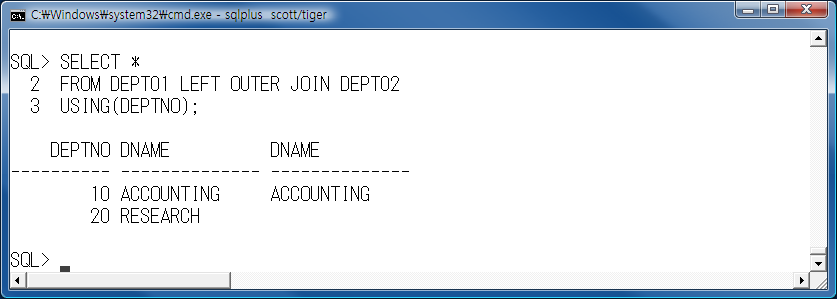 C:₩Windows₩system32₩cmd.exe - sqlplus  scott/tiger
SQL> SELECT *
  2  FROM DEPT01 LEFT OUTER JOIN DEPT02
  3  USING(DEPTNO);
    DEPTNO DNAME          DNAME
---------- -------------- --------------
        10 ACCOUNTING     ACCOUNTING
        20 RESEARCH
SQL>